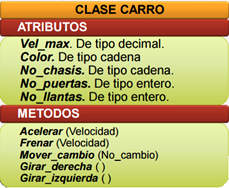 CLASE CARRO
ATRIBUTOS
Vel_max. De tipo decimal.
Color. De tipo cadena
No_chasis. De tipo cadena.
No_puertas. De tipo entero.
No_llantas. De tipo entero.
METODOS
Acelerar (Velocidad)
Frenar (Velocidad)
Mover_cambio (No_cambio)
Girar_derecha ( )
Girar_izquierda ( )